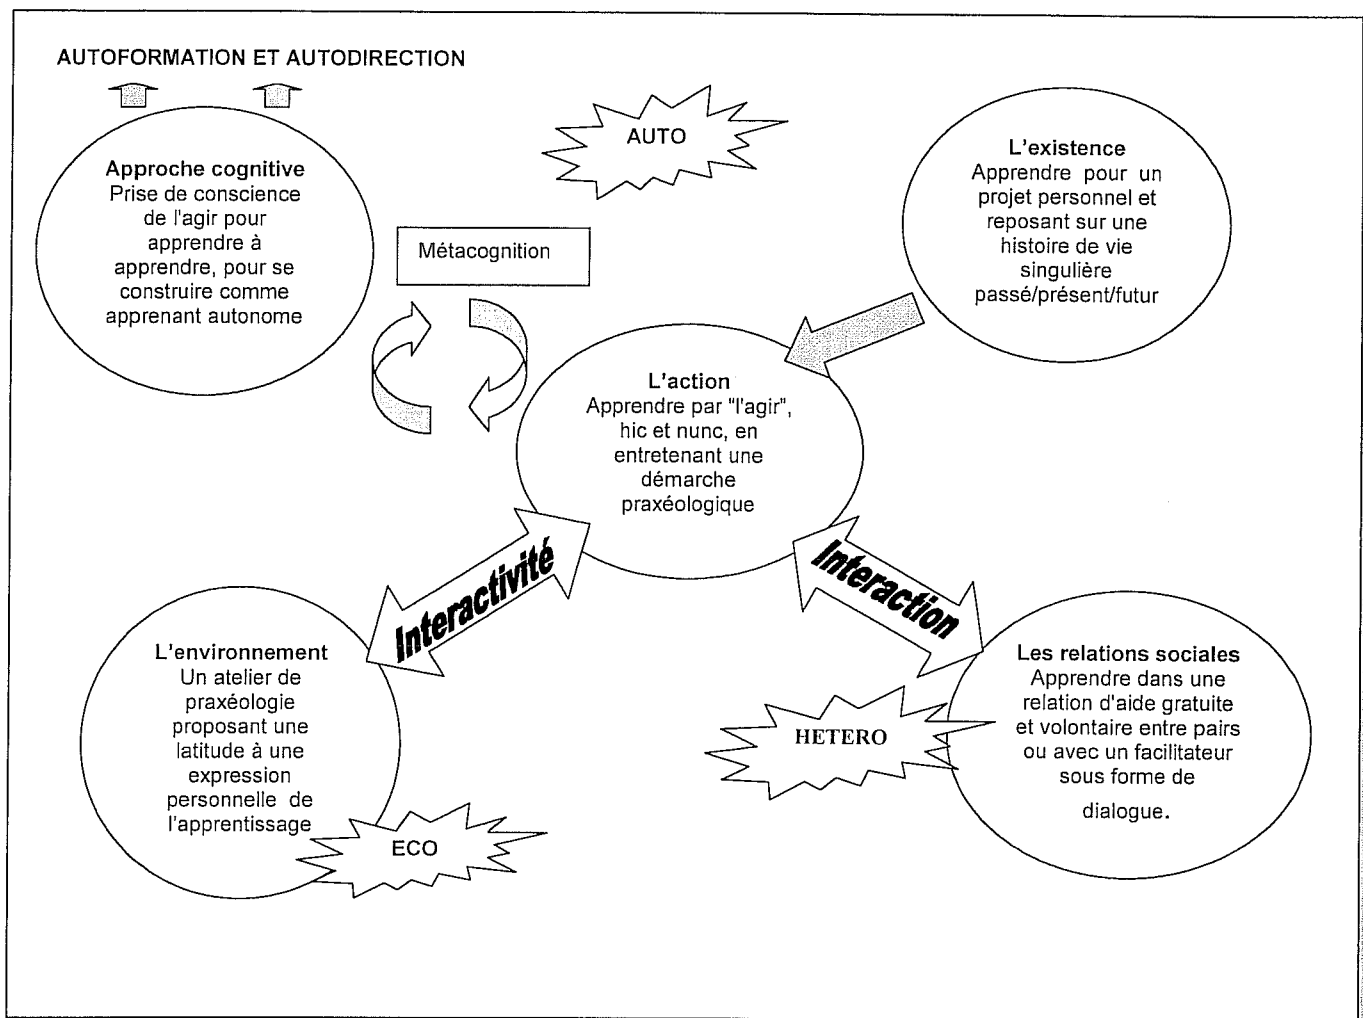 AUTOFORMATION ET AUTODIRECTION
AUTO
Approche cognitive
Prise de conscience
de l'agir pour
apprendre à
apprendre, pour se
construire comme
apprenant autonome
Métacognition
L'existence
Apprendre pour un
projet personnel et
reposant sur une
histoire de vie
singulière
passé/présent/futur
L'action
Apprendre par "l'agir",
hic et nunc, en
entretenant une
démarche
praxéologique
Interactivité
Interaction
L'environnement
Un atelier de
praxéologie
proposant une
latitude à une
expression
personnelle de
l'apprentissage
ECO
HETERO
Les relations sociales
Apprendre dans une
relation d'aide gratuite
et volontaire entre pairs
ou avec un facilitateur
sous forme de
dialogue.